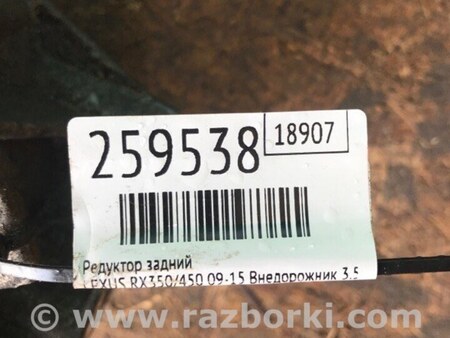 259538
18907
Редуктор задний
LEXUS RX350/450 09-15 Внедорожник 3.5
www.razborki.com